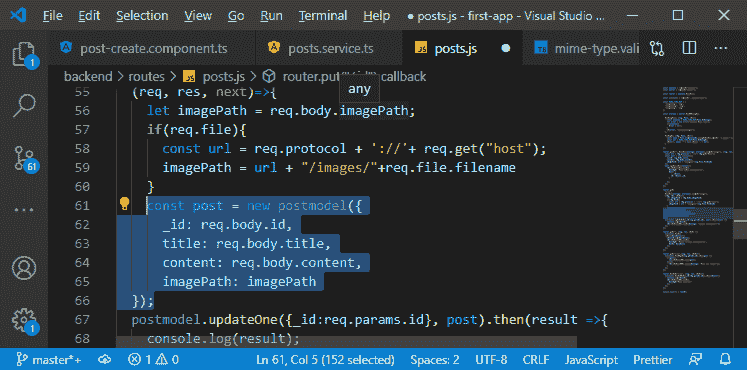 File Edit Selection View Go Run Terminal Help ● posts.js - first-app - Visual Studio ...
post-create.component.ts posts.service.ts JS posts.js mime-type.vali
backend > routes > JS posts.js > router.put callback
any
55 (req, res, next)=>{
56 let imagePath = req.body.imagePath;
57 if(req.file){
58 const url = req.protocol + '://'+ req.get("host");
59 imagePath = url + "/images/"+req.file.filename
60 }
61 const post = new postmodel({
62 _id: req.body.id,
63 title: req.body.title,
64 content: req.body.content,
65 imagePath: imagePath
66 });
67 postmodel.updateOne({_id:req.params.id}, post).then(result =>{
68 console.log(result);
1
61
1
master*+ 1 0 Ln 61, Col 5 (152 selected) Spaces: 2 UTF-8 CRLF JavaScript Prettier